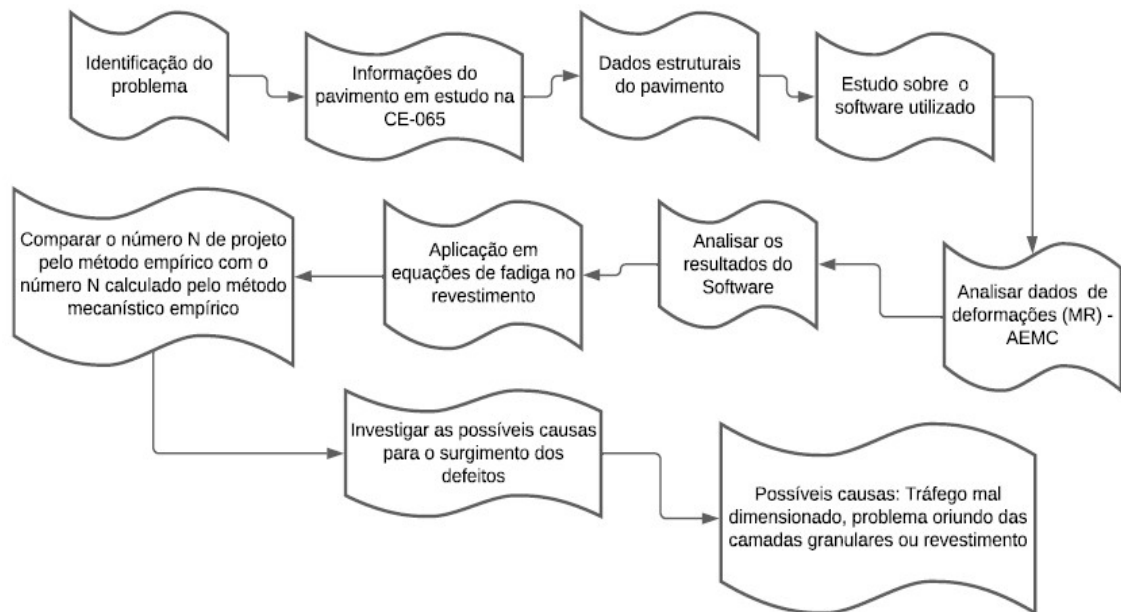 Identificação do
problema
Informações do
pavimento em estudo na
CE-065
Dados estruturais
do pavimento
Estudo sobre o
software utilizado
Analisar dados de
deformações (MR) -
AEMC
Analisar os
resultados do
Software
Aplicação em
equações de fadiga no
revestimento
Comparar o número N de projeto
pelo método empírico com o
número N calculado pelo método
mecanístico empírico
Investigar as possíveis causas
para o surgimento dos
defeitos
Possíveis causas: Tráfego mal
dimensionado, problema oriundo das
camadas granulares ou revestimento